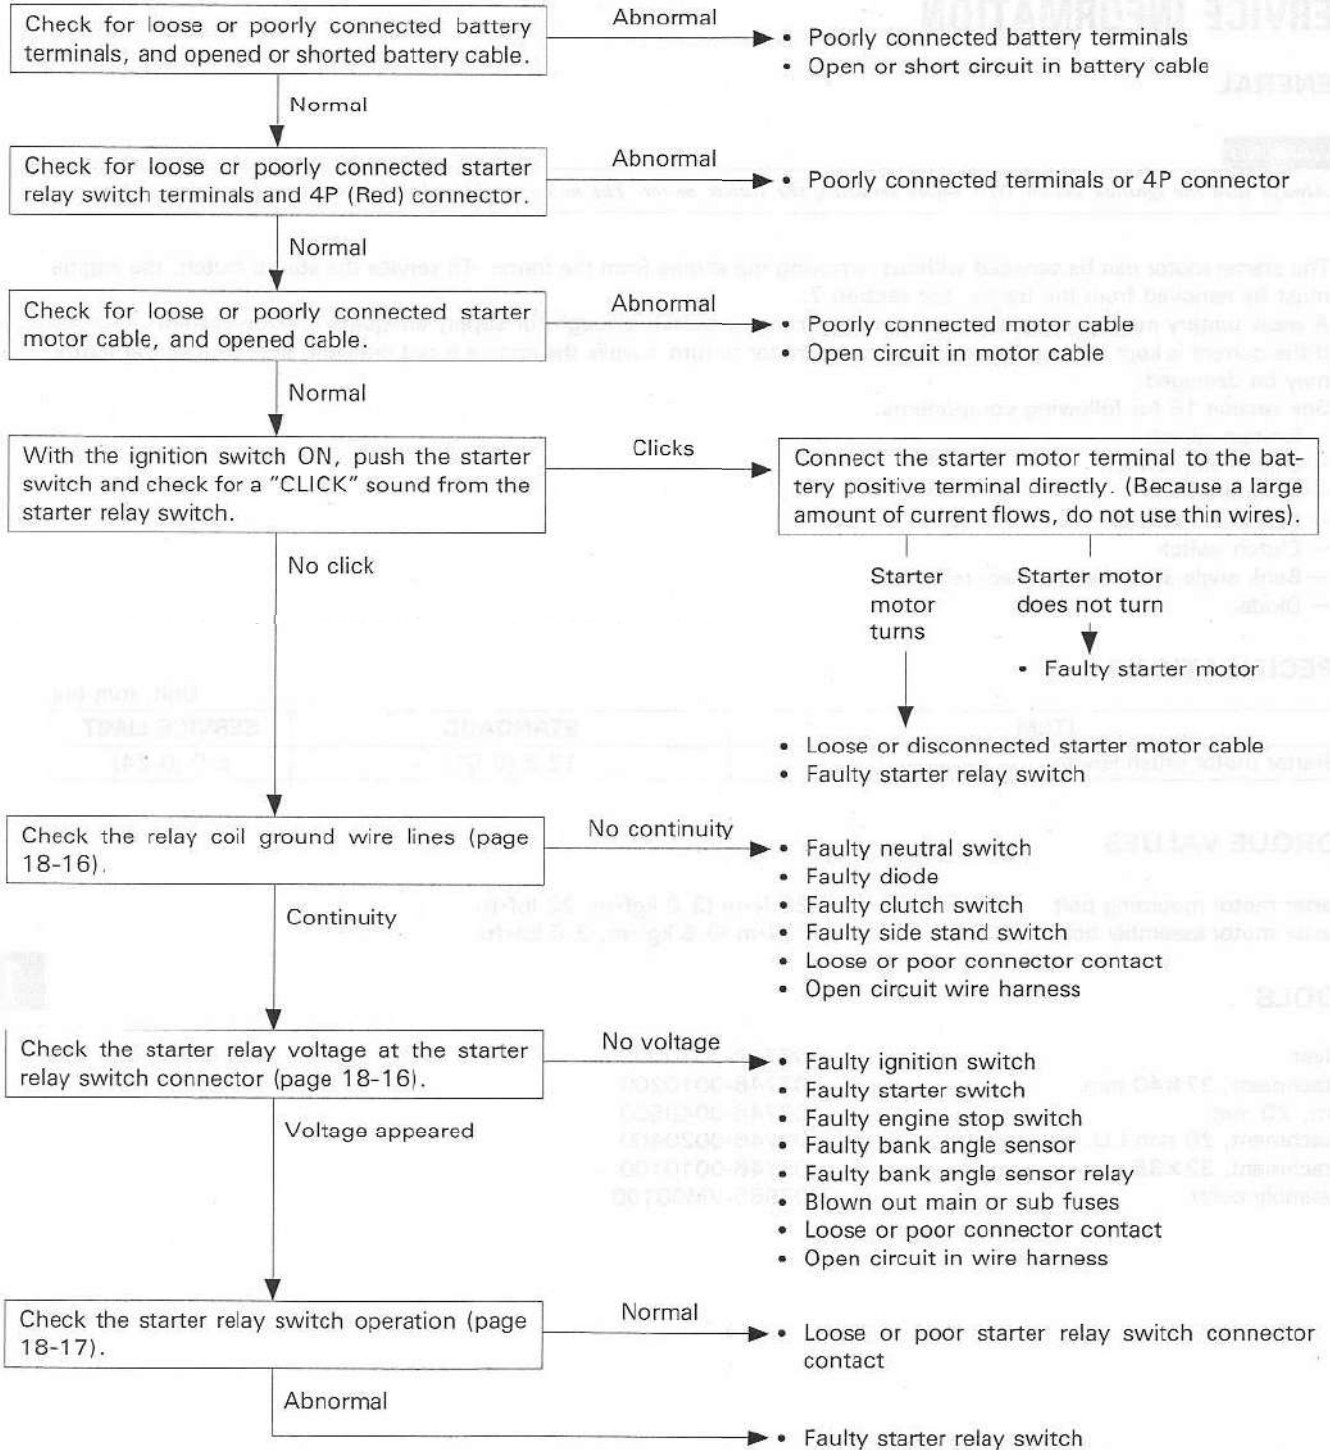 Check for loose or poorly connected battery
terminals, and opened or shorted battery cable.
Abnormal
• Poorly connected battery terminals
• Open or short circuit in battery cable
Normal
Check for loose or poorly connected starter
relay switch terminals and 4P (Red) connector.
Abnormal
• Poorly connected terminals or 4P connector
Normal
Check for loose or poorly connected starter
motor cable, and opened cable.
Abnormal
• Poorly connected motor cable
• Open circuit in motor cable
Normal
With the ignition switch ON, push the starter
switch and check for a "CLICK" sound from the
starter relay switch.
Clicks
Connect the starter motor terminal to the bat-
tery positive terminal directly. (Because a large
amount of current flows, do not use thin wires).
No click
Starter
motor
turns
Starter motor
does not turn
• Faulty starter motor
• Loose or disconnected starter motor cable
• Faulty starter relay switch
Check the relay coil ground wire lines (page
18-16).
No continuity
• Faulty neutral switch
• Faulty diode
• Faulty clutch switch
• Faulty side stand switch
• Loose or poor connector contact
• Open circuit wire harness
Continuity
Check the starter relay voltage at the starter
relay switch connector (page 18-16).
No voltage
• Faulty ignition switch
• Faulty starter switch
• Faulty engine stop switch
• Faulty bank angle sensor
• Faulty bank angle sensor relay
• Blown out main or sub fuses
• Loose or poor connector contact
• Open circuit in wire harness
Voltage appeared
Check the starter relay switch operation (page
18-17).
Normal
• Loose or poor starter relay switch connector
contact
Abnormal
• Faulty starter relay switch